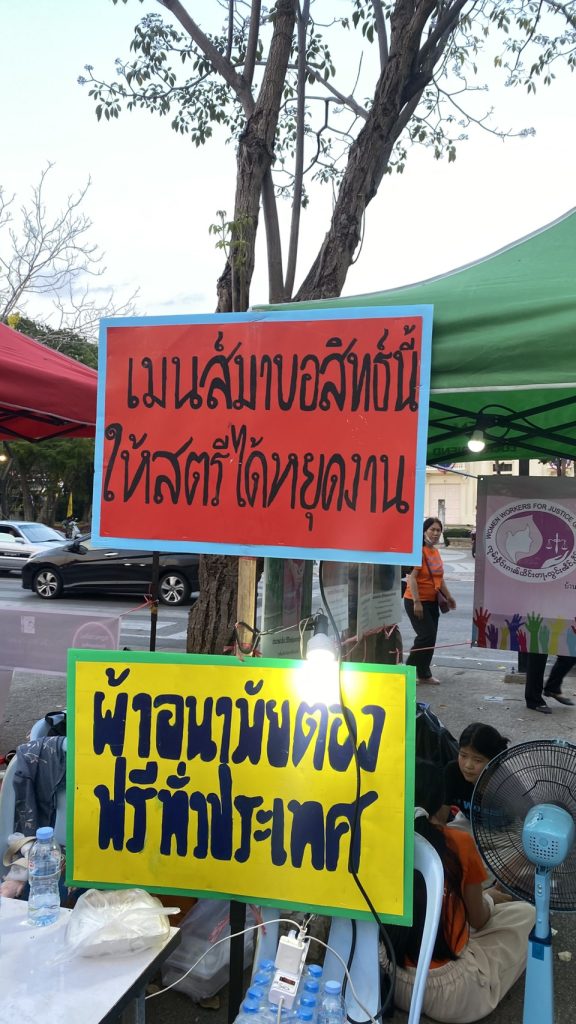 เมนส์มาขอสิทธ์นี้
ให้สตรีได้หยุดงาน
ผ้าอนามัยต้อง
ฟรีทั่วประเทศ
WOMEN WORKERS FOR JUSTICE